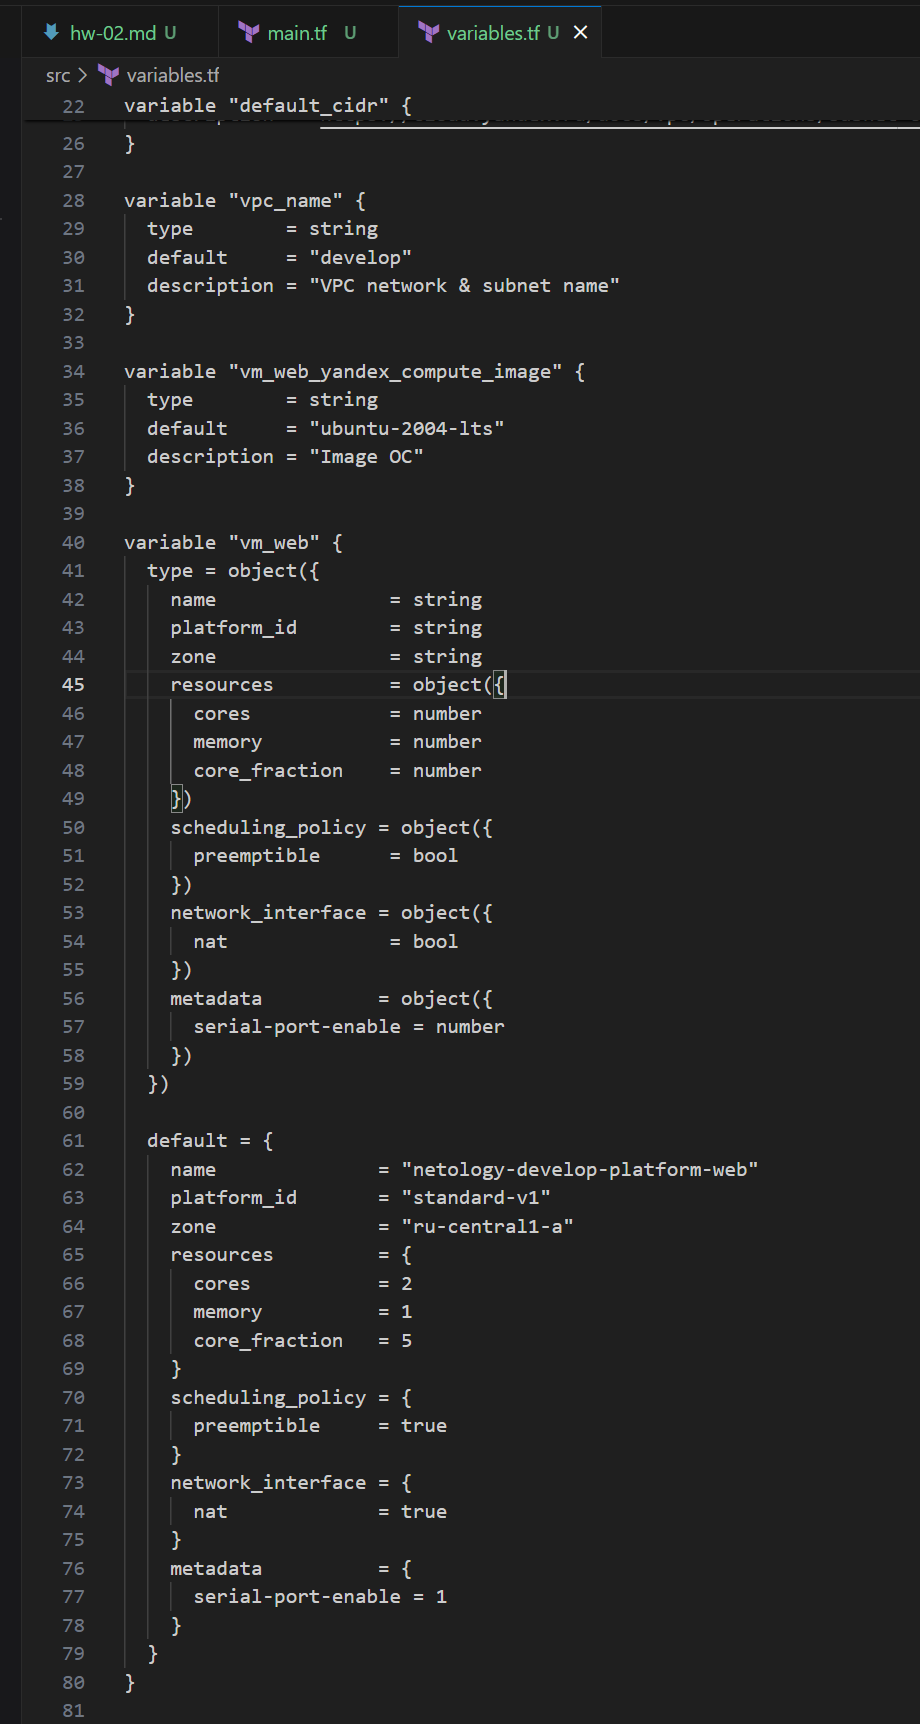 hw-02.md U main.tf U variables.tf U
src > variables.tf
22 variable "default_cidr" {
26 }
27
28 variable "vpc_name" {
29 type = string
30 default = "develop"
31 description = "VPC network & subnet name"
32 }
33
34 variable "vm_web_yandex_compute_image" {
35 type = string
36 default = "ubuntu-2004-lts"
37 description = "Image OC"
38 }
39
40 variable "vm_web" {
41 type = object({
42 name = string
43 platform_id = string
44 zone = string
45 resources = object({
46 cores = number
47 memory = number
48 core_fraction = number
49 })
50 scheduling_policy = object({
51 preemptible = bool
52 })
53 network_interface = object({
54 nat = bool
55 })
56 metadata = object({
57 serial-port-enable = number
58 })
59 })
60
61 default = {
62 name = "netology-develop-platform-web"
63 platform_id = "standard-v1"
64 zone = "ru-central1-a"
65 resources = {
66 cores = 2
67 memory = 1
68 core_fraction = 5
69 }
70 scheduling_policy = {
71 preemptible = true
72 }
73 network_interface = {
74 nat = true
75 }
76 metadata = {
77 serial-port-enable = 1
78 }
79 }
80 }
81